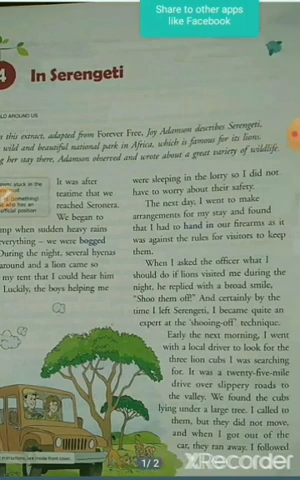 Share to other apps
like Facebook
4 In Serengeti
LD AROUND US
n this extract, adapted from Forever Free, Joy Adamson describes Serengeti,
wild and beautiful national park in Africa, which is famous for its lions.
g her stay there, Adamson observed and wrote about a great variety of wildlife.
It was after
teatime that we
reached Seronera.
We began to
mp when sudden heavy rains
everything – we were bogged
During the night, several hyenas
around and a lion came so
my tent that I could hear him
Luckily, the boys helping me
stuck in the
(something)
who has an
official position
were sleeping in the lorry so I did not
have to worry about their safety.
The next day, I went to make
arrangements for my stay and found
that I had to hand in our firearms as it
was against the rules for visitors to keep
them.
When I asked the officer what I
should do if lions visited me during the
night, he replied with a broad smile,
"Shoo them off!" And certainly by the
time I left Serengeti, I became quite an
expert at the 'shooing-off' technique.
Early the next morning, I went
with a local driver to look for the
three lion cubs I was searching
for. It was a twenty-five-mile
drive over slippery roads to
the valley. We found the cubs
lying under a large tree. I called to
them, but they did not move,
and when I got out of the
car, they ran away. I followed
1/2
XRecorder